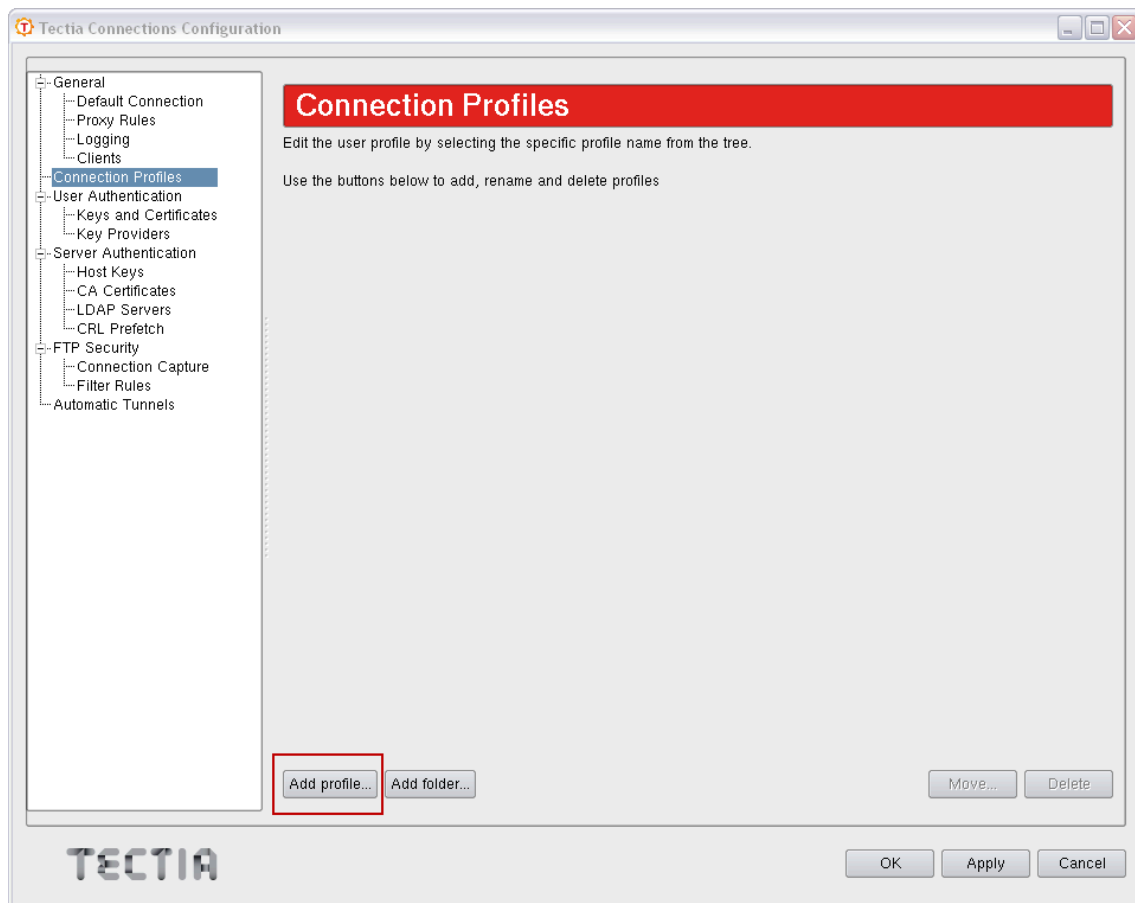 Tectia Connections Configuration
General
Default Connection
Proxy Rules
Logging
Clients
Connection Profiles
User Authentication
Keys and Certificates
Key Providers
Server Authentication
Host Keys
CA Certificates
LDAP Servers
CRL Prefetch
FTP Security
Connection Capture
Filter Rules
Automatic Tunnels
Connection Profiles
Edit the user profile by selecting the specific profile name from the tree.
Use the buttons below to add, rename and delete profiles
Add profile... Add folder... Move... Delete
TECTIA
OK Apply Cancel